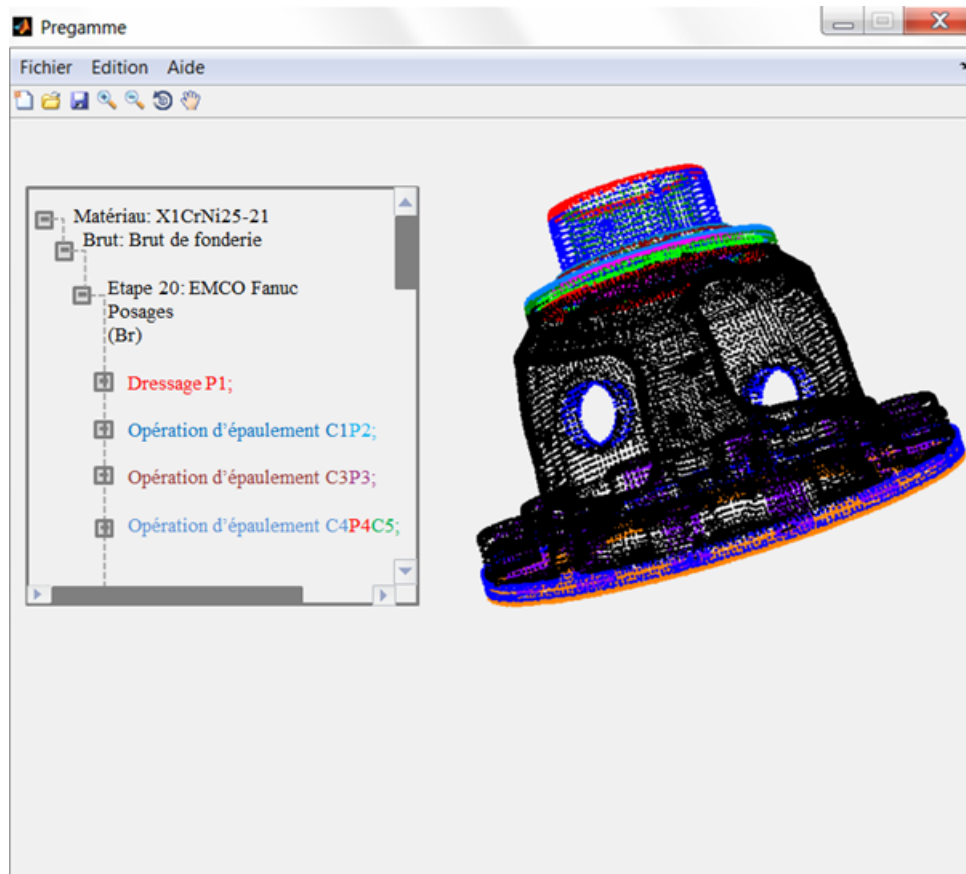 Pregamme
Fichier Edition Aide
Matériau: X1CrNi25-21
Brut: Brut de fonderie
Etape 20: EMCO Fanuc
Posages
(Br)
Dressage P1;
Opération d'épaulement C1P2;
Opération d'épaulement C3P3;
Opération d'épaulement C4P4C5;